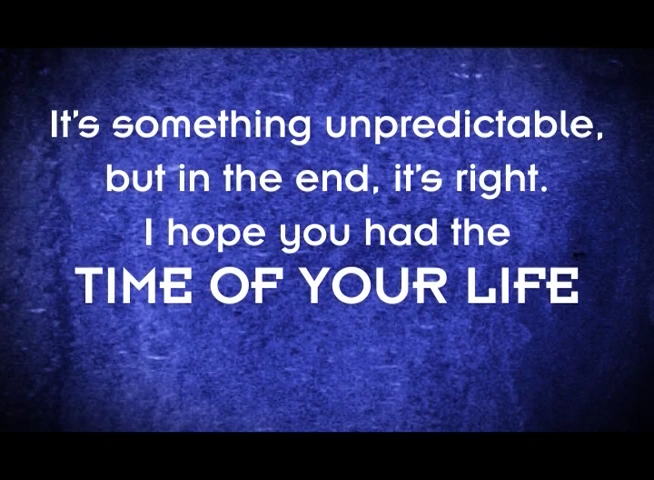 It's something unpredictable,
but in the end, it's right.
I hope you had the
TIME OF YOUR LIFE